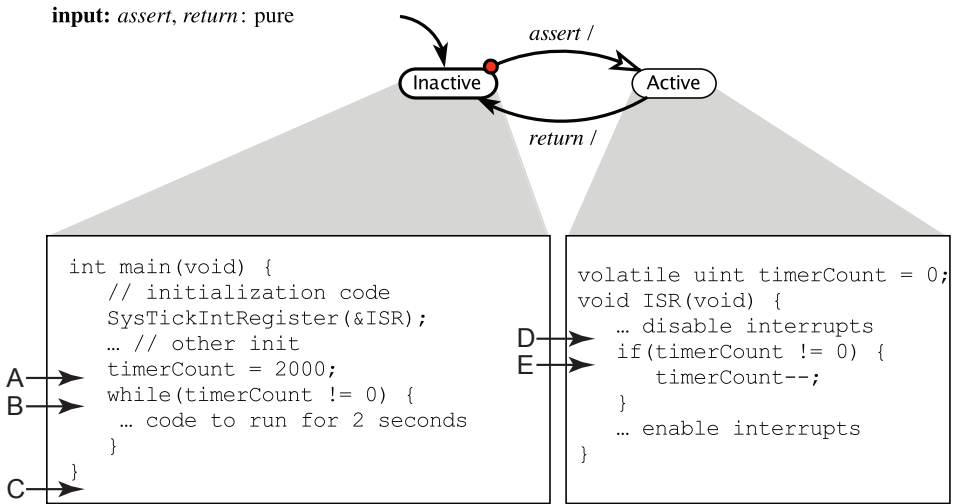 input: assert, return: pure
assert /
Inactive
Active
return /
int main(void) {
// initialization code
SysTickIntRegister(&ISR);
… // other init
timerCount = 2000;
while(timerCount != 0) {
… code to run for 2 seconds
}
}
A
B
C
volatile uint timerCount = 0;
void ISR(void) {
… disable interrupts
if(timerCount != 0) {
timerCount--;
}
… enable interrupts
}
D
E